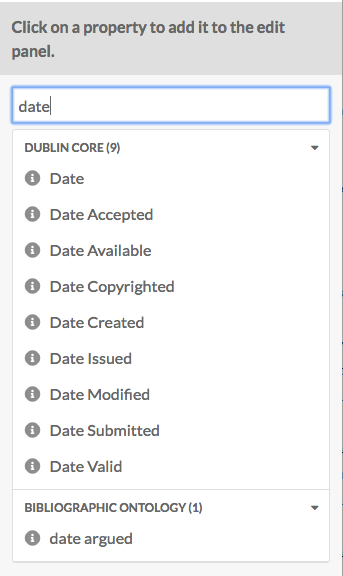 Click on a property to add it to the edit
panel.
date
DUBLIN CORE (9)
Date
Date Accepted
Date Available
Date Copyrighted
Date Created
Date Issued
Date Modified
Date Submitted
Date Valid
BIBLIOGRAPHIC ONTOLOGY (1)
date argued